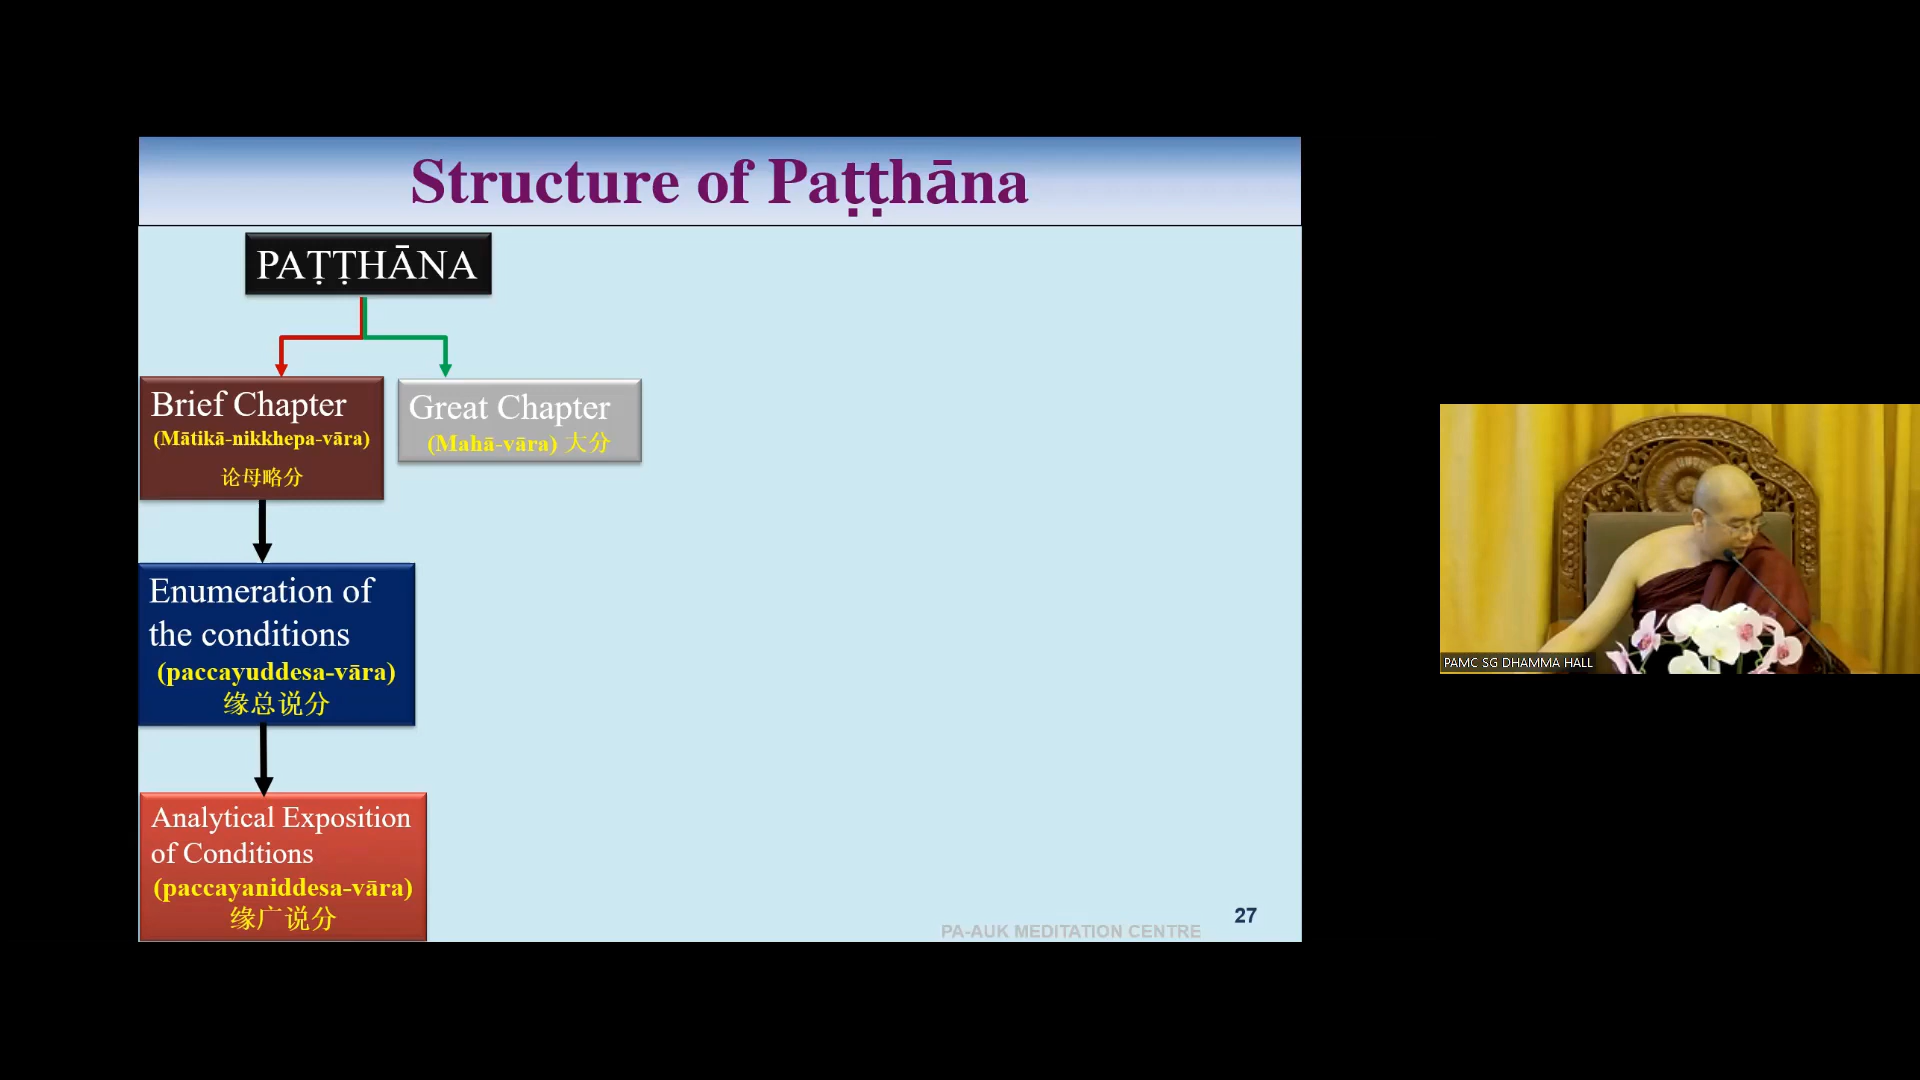 Structure of Paṭṭhāna
PAṬṬHĀNA
Brief Chapter
(Mātikā-nikkhepa-vāra)
论母略分
Great Chapter
(Mahā-vāra) 大分
Enumeration of
the conditions
(paccayuddesa-vāra)
缘总说分
Analytical Exposition
of Conditions
(paccayaniddesa-vāra)
缘广说分
PA-AUK MEDITATION CENTRE
27
PAMC SG DHAMMA HALL